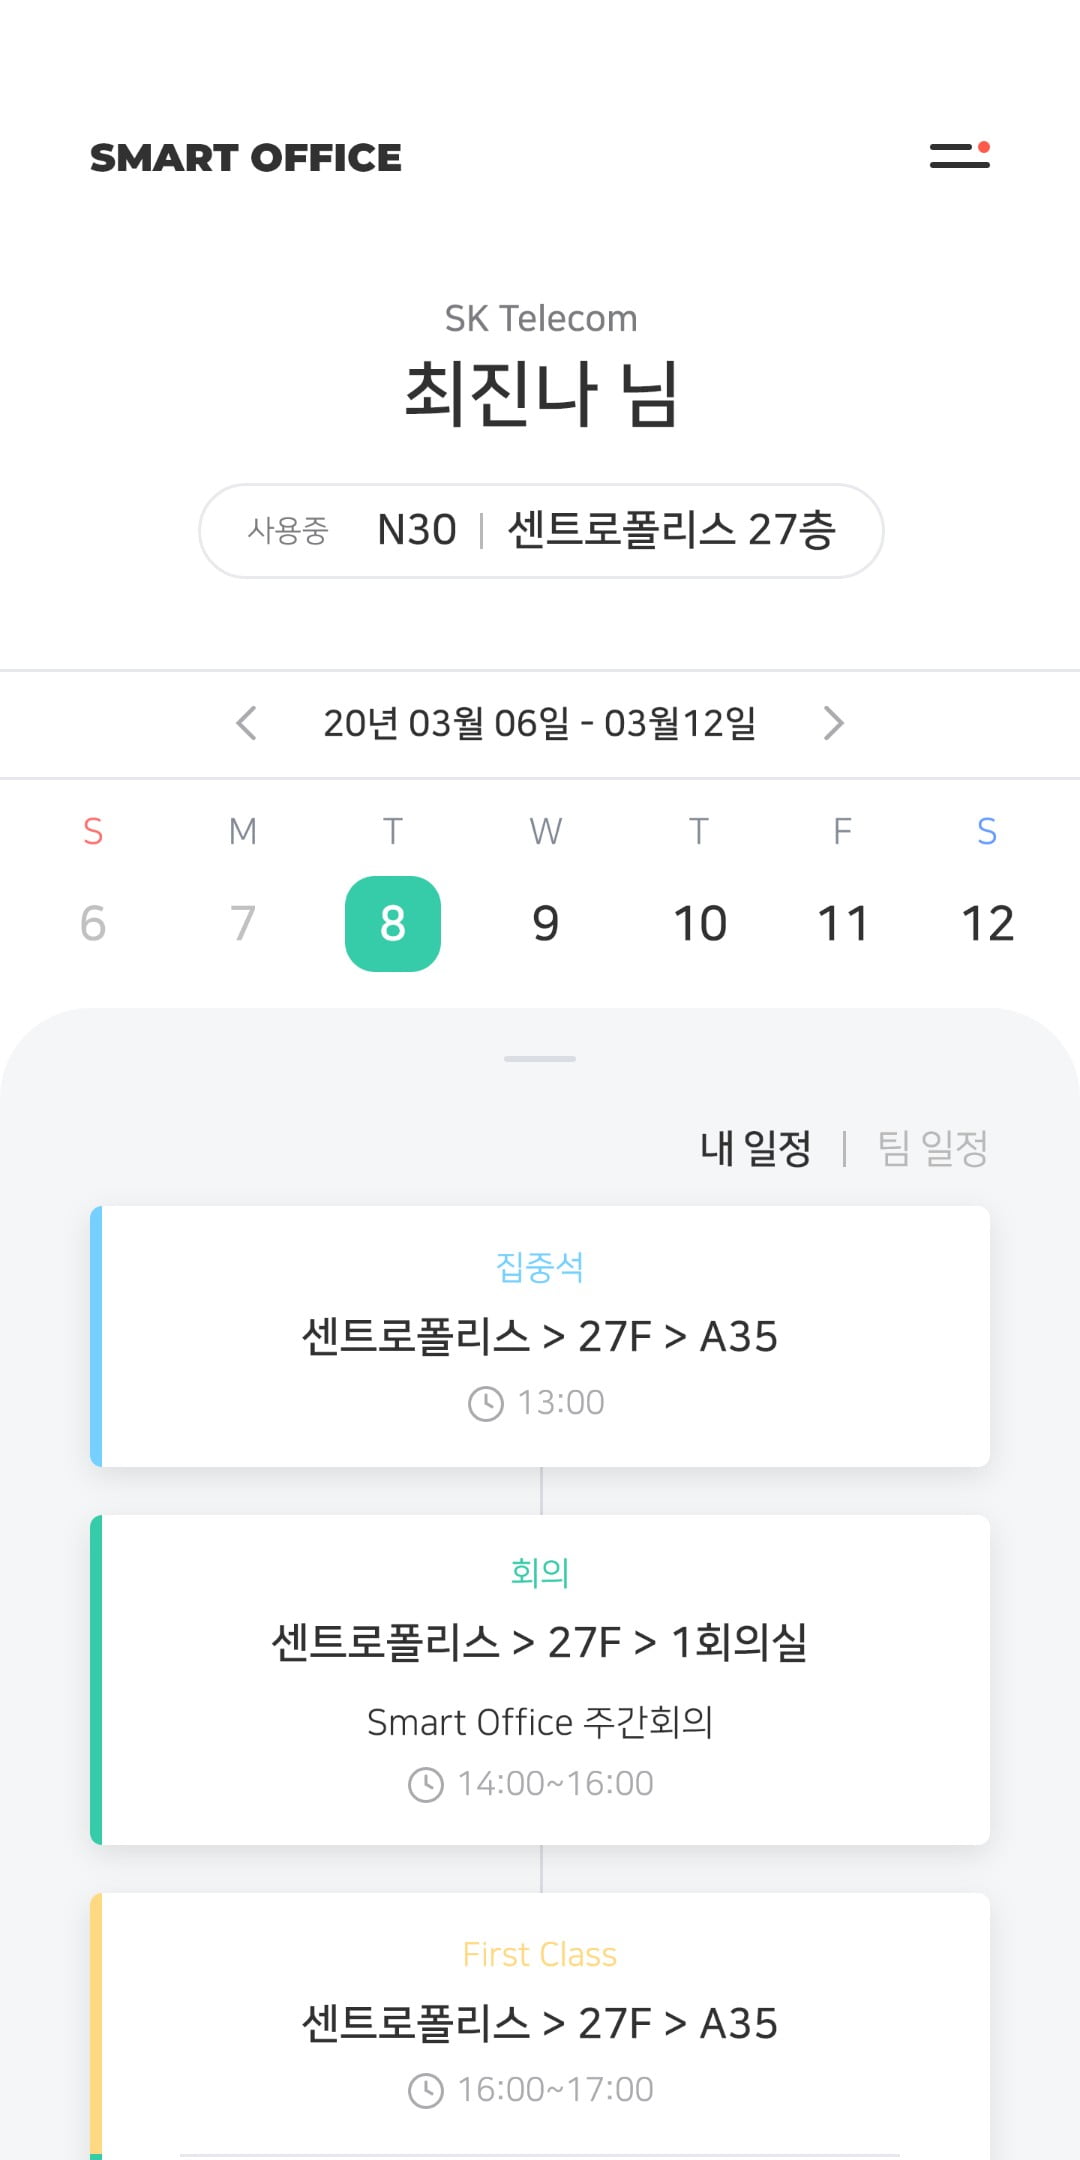 SMART OFFICE
SK Telecom
최진나 님
사용중 N30 | 센트로폴리스 27층
20년 03월 06일 - 03월12일
S M T W T F S
6 7 8 9 10 11 12
내 일정 | 팀 일정
집중석
센트로폴리스 > 27F > A35
13:00
회의
센트로폴리스 > 27F > 1회의실
Smart Office 주간회의
14:00~16:00
First Class
센트로폴리스 > 27F > A35
16:00~17:00